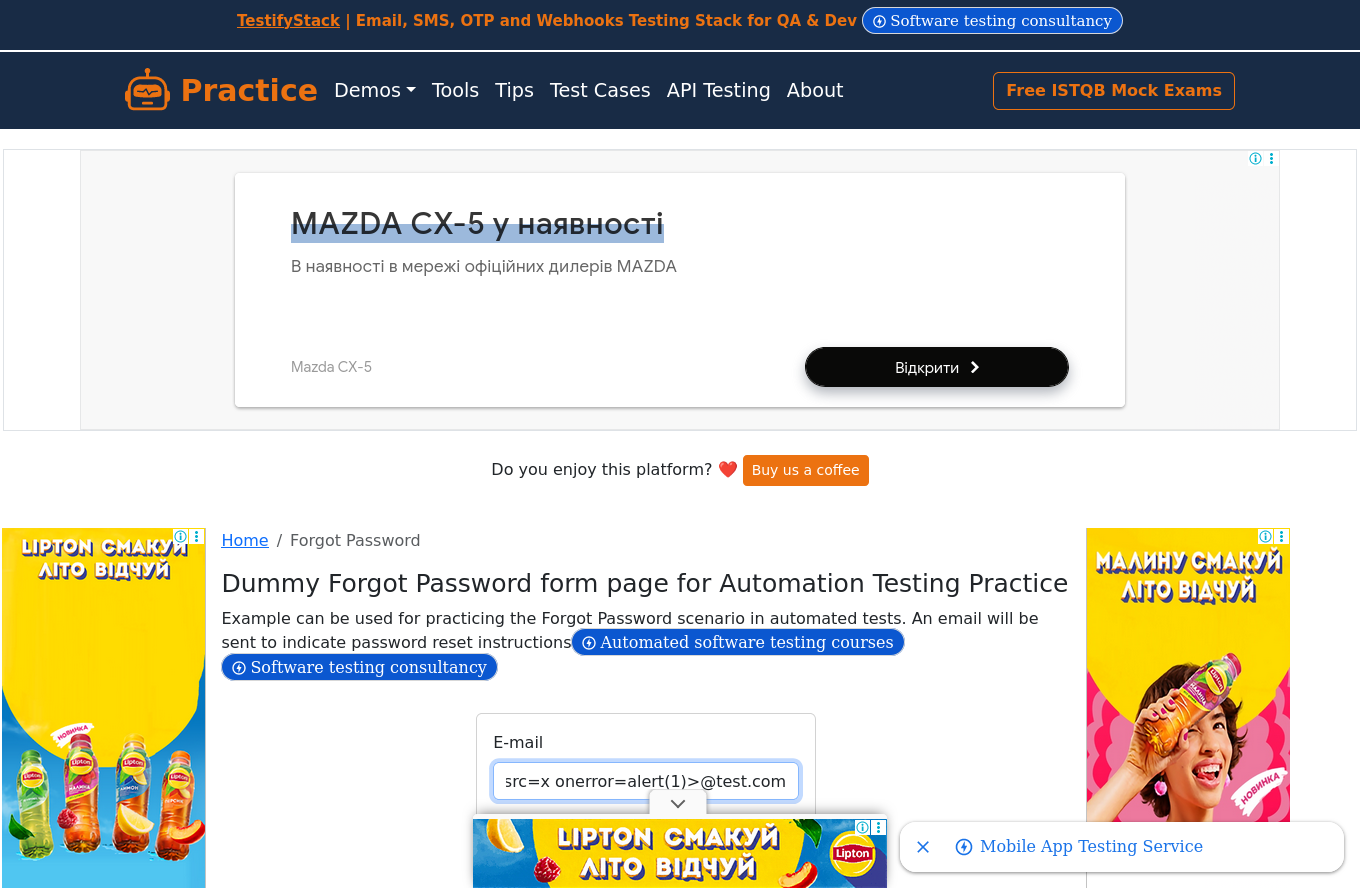 TestifyStack | Email, SMS, OTP and Webhooks Testing Stack for QA & Dev Software testing consultancy
Practice Demos Tools Tips Test Cases API Testing About Free ISTQB Mock Exams
MAZDA CX-5 у наявності
В наявності в мережі офіційних дилерів MAZDA
Mazda CX-5 Відкрити
Do you enjoy this platform? ❤️ Buy us a coffee
LIPTON СМАКУЙ
ЛІТО ВІДЧУЙ
НОВИНКА
Lipton
Lipton
Lipton
Lipton
Home / Forgot Password
Dummy Forgot Password form page for Automation Testing Practice
Example can be used for practicing the Forgot Password scenario in automated tests. An email will be
sent to indicate password reset instructions Automated software testing courses
Software testing consultancy
E-mail
src=x onerror=alert(1)>@test.com
LIPTON СМАКУЙ
ЛІТО ВІДЧУЙ
Lipton
МАЛИНУ СМАКУЙ
ЛІТО ВІДЧУЙ
Lipton
НОВИНКА
Mobile App Testing Service